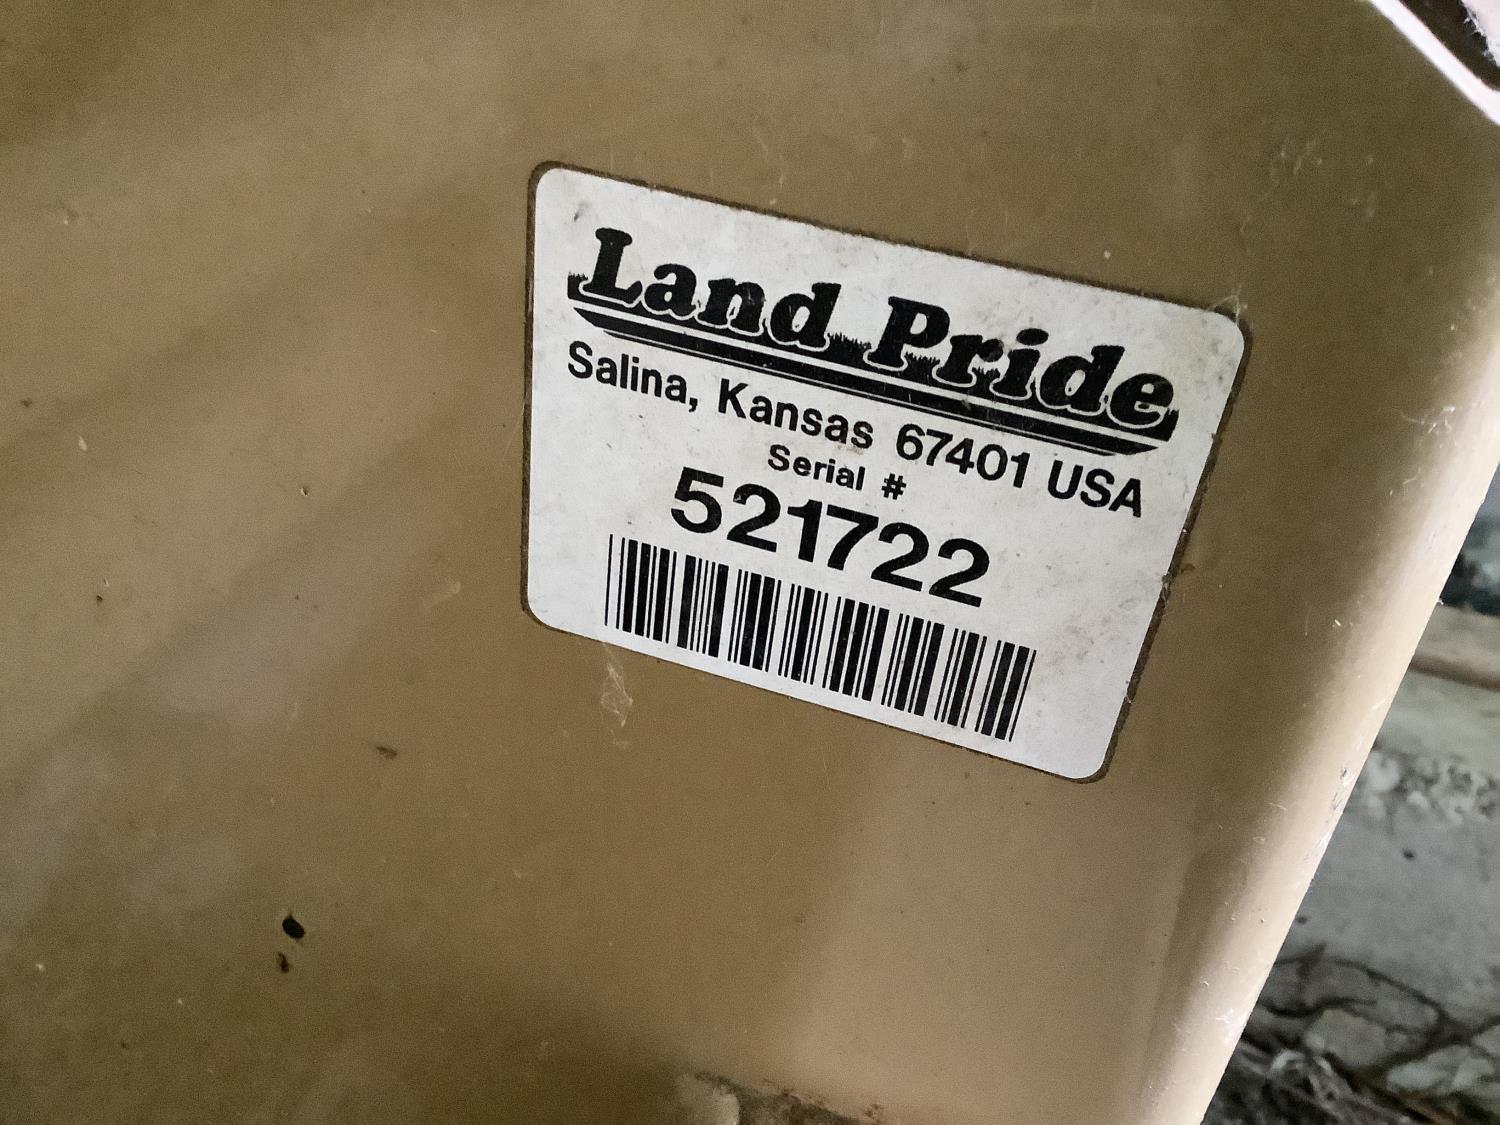 Land Pride
Salina, Kansas 67401 USA
Serial #
521722